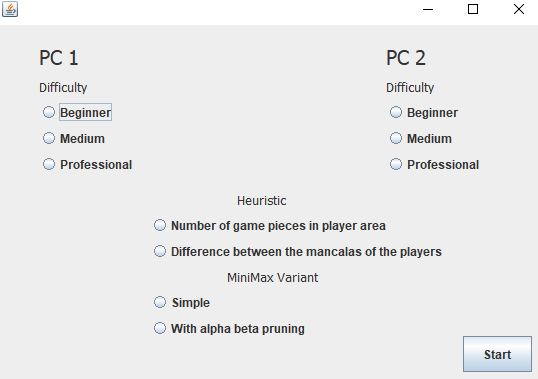 PC 1
PC 2
Difficulty
Difficulty
Beginner
Beginner
Medium
Medium
Professional
Professional
Heuristic
Number of game pieces in player area
Difference between the mancalas of the players
MiniMax Variant
Simple
With alpha beta pruning
Start